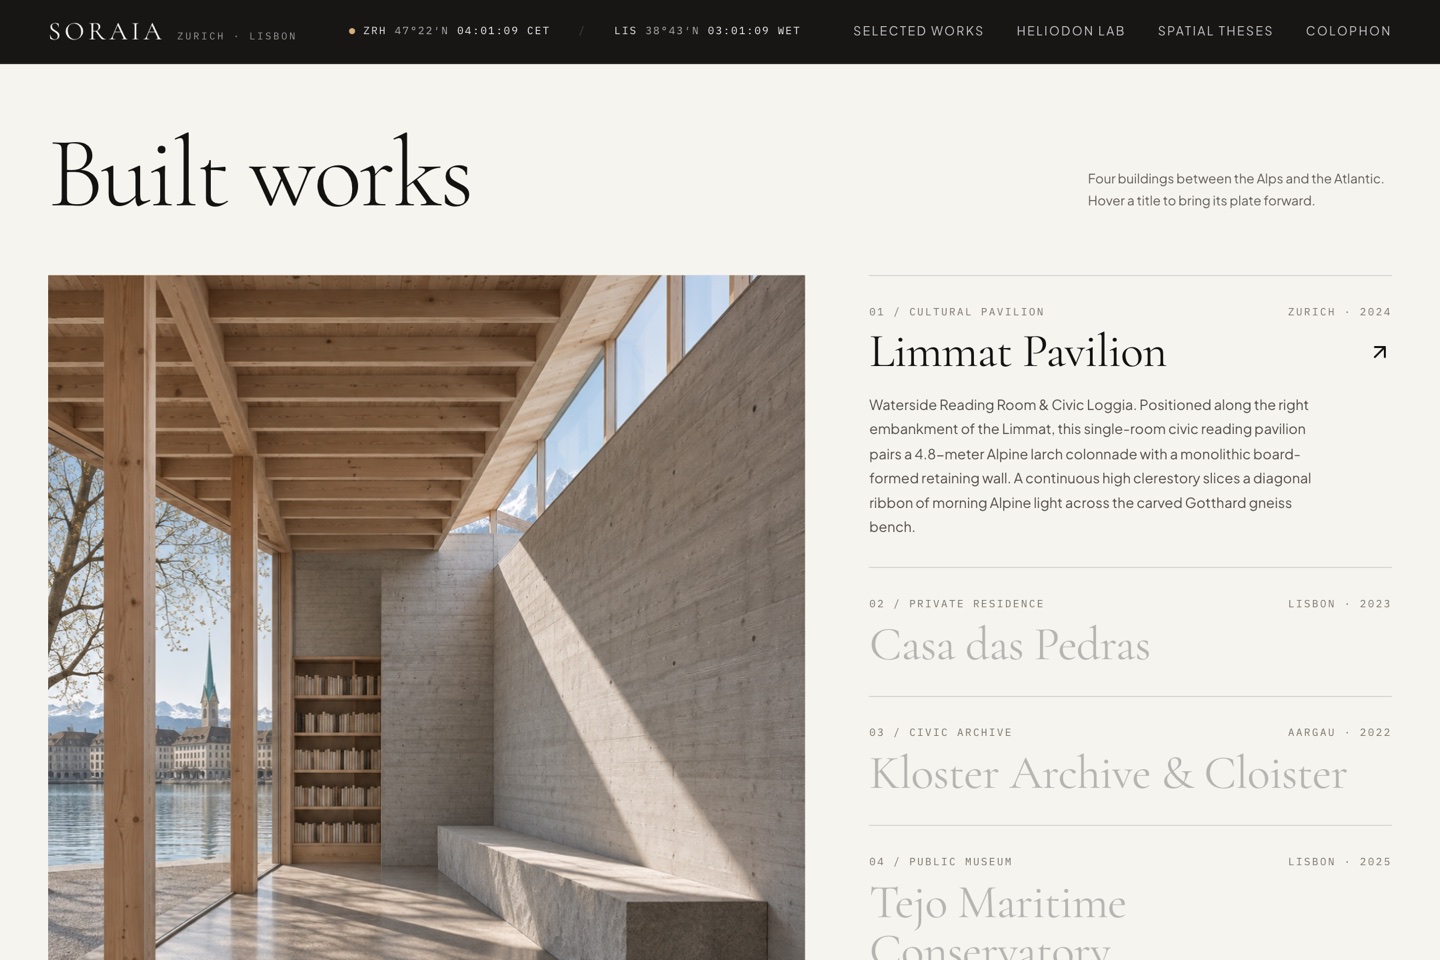 SORAIA ZURICH · LISBON ZRH 47°22'N 04:01:09 CET / LIS 38°43'N 03:01:09 WET SELECTED WORKS HELIODON LAB SPATIAL THESES COLOPHON
Built works
Four buildings between the Alps and the Atlantic.
Hover a title to bring its plate forward.
01 / CULTURAL PAVILION ZURICH · 2024
Limmat Pavilion
Waterside Reading Room & Civic Loggia. Positioned along the right
embankment of the Limmat, this single-room civic reading pavilion
pairs a 4.8–meter Alpine larch colonnade with a monolithic board-
formed retaining wall. A continuous high clerestory slices a diagonal
ribbon of morning Alpine light across the carved Gotthard gneiss
bench.
02 / PRIVATE RESIDENCE LISBON · 2023
Casa das Pedras
03 / CIVIC ARCHIVE AARGAU · 2022
Kloster Archive & Cloister
04 / PUBLIC MUSEUM LISBON · 2025
Tejo Maritime
Conservatory